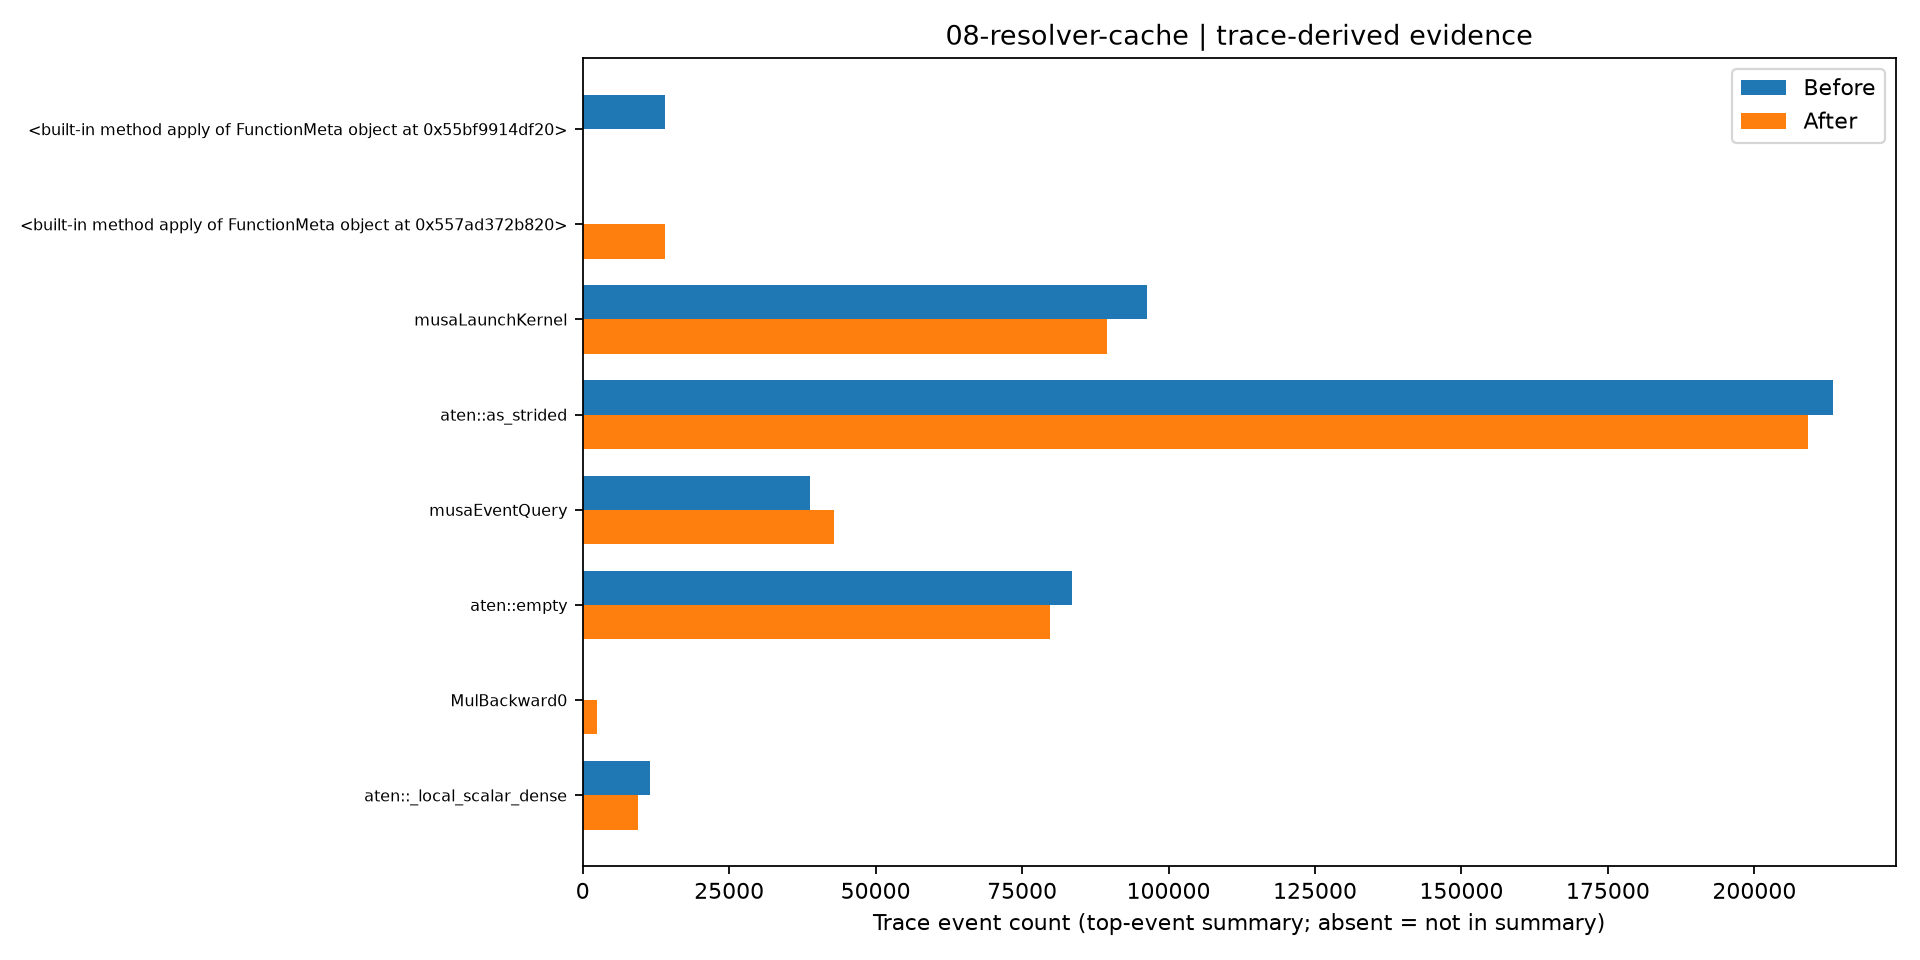 08-resolver-cache | trace-derived evidence
Before
After
<built-in method apply of FunctionMeta object at 0x55bf9914df20>
<built-in method apply of FunctionMeta object at 0x557ad372b820>
musaLaunchKernel
aten::as_strided
musaEventQuery
aten::empty
MulBackward0
aten::_local_scalar_dense
0 25000 50000 75000 100000 125000 150000 175000 200000
Trace event count (top-event summary; absent = not in summary)